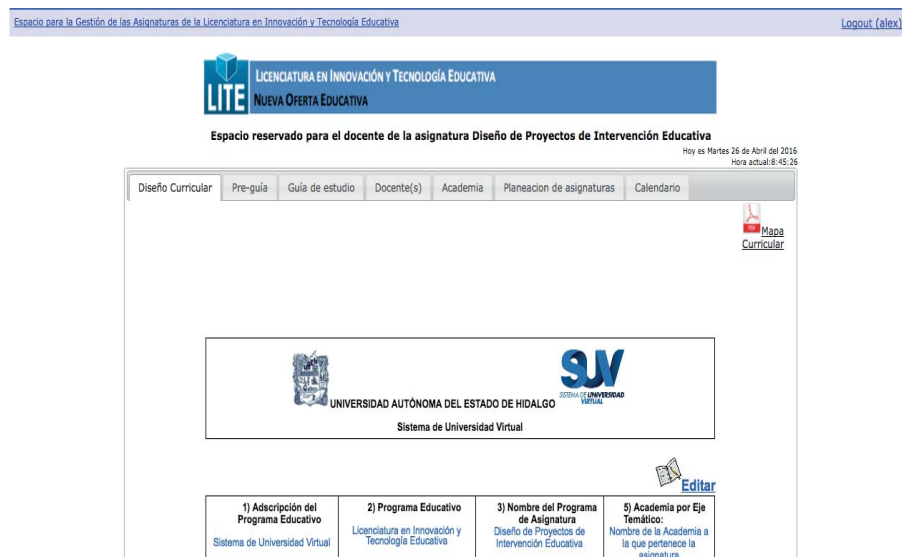 Espacio para la Gestión de las Asignaturas de la Licenciatura en Innovación y Tecnología Educativa
Logout (alex)
LITE
LICENCIATURA EN INNOVACIÓN Y TECNOLOGÍA EDUCATIVA
NUEVA OFERTA EDUCATIVA
Espacio reservado para el docente de la asignatura Diseño de Proyectos de Intervención Educativa
Hoy es Martes 26 de Abril del 2016
Hora actual:8:45:26
Diseño Curricular
Pre-guía
Guía de estudio
Docente(s)
Academia
Planeacion de asignaturas
Calendario
PDF
Mapa
Curricular
SUV
SISTEMA DE UNIVERSIDAD
VIRTUAL
UNIVERSIDAD AUTÓNOMA DEL ESTADO DE HIDALGO
Sistema de Universidad Virtual
Editar
1) Adscripción del
Programa Educativo
Sistema de Universidad Virtual
2) Programa Educativo
Licenciatura en Innovación y
Tecnología Educativa
3) Nombre del Programa
de Asignatura
Diseño de Proyectos de
Intervención Educativa
5) Academia por Eje
Temático:
Nombre de la Academia a
la que pertenece la
asignatura